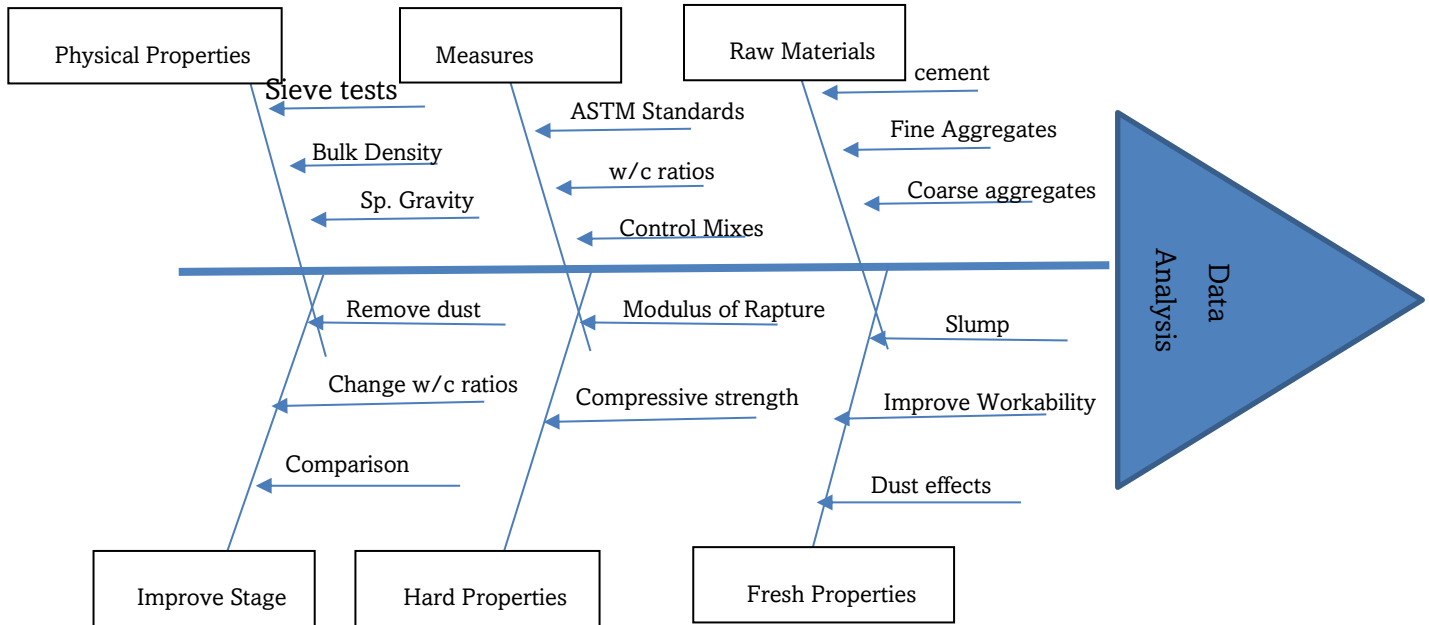 Physical Properties
Measures
Raw Materials
Sieve tests
Bulk Density
Sp. Gravity
ASTM Standards
w/c ratios
Control Mixes
cement
Fine Aggregates
Coarse aggregates
Data
Analysis
Remove dust
Change w/c ratios
Comparison
Modulus of Rapture
Compressive strength
Slump
Improve Workability
Dust effects
Improve Stage
Hard Properties
Fresh Properties